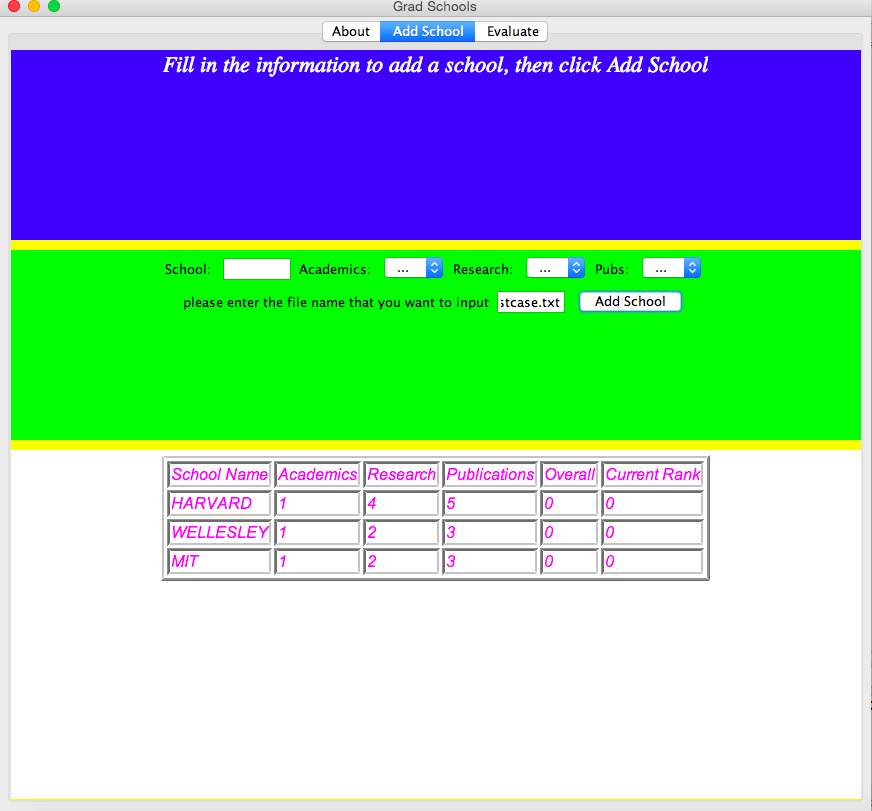 Grad Schools
About Add School Evaluate
Fill in the information to add a school, then click Add School
School: Academics: ... Research: ... Pubs: ...
please enter the file name that you want to input stcase.txt Add School
School Name Academics Research Publications Overall Current Rank
HARVARD 1 4 5 0 0
WELLESLEY 1 2 3 0 0
MIT 1 2 3 0 0